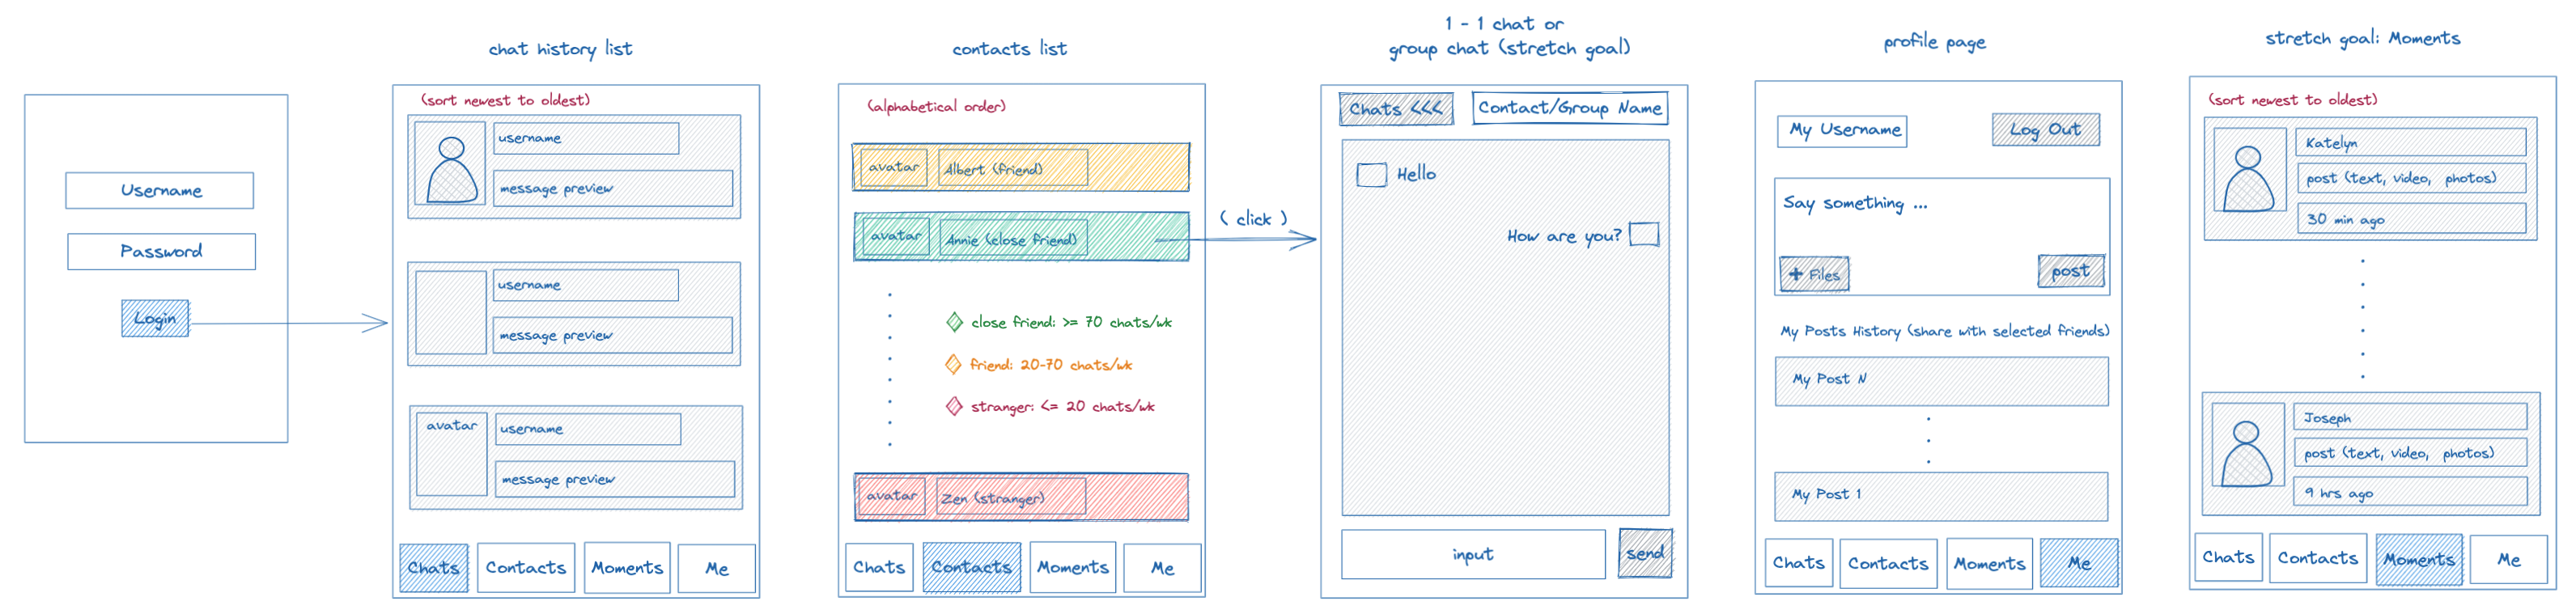 Username
Password
Login
chat history list
(sort newest to oldest)
username
message preview
username
message preview
avatar
username
message preview
Chats
Contacts
Moments
Me
contacts list
(alphabetical order)
avatar
Albert (friend)
avatar
Annie (close friend)
close friend: >= 70 chats/wk
friend: 20-70 chats/wk
stranger: <= 20 chats/wk
avatar
Zen (stranger)
Chats
Contacts
Moments
Me
( click )
1 - 1 chat or
group chat (stretch goal)
Chats <<<
Contact/Group Name
Hello
How are you?
input
send
profile page
My Username
Log Out
Say something ...
+ Files
post
My Posts History (share with selected friends)
My Post N
My Post 1
Chats
Contacts
Moments
Me
stretch goal: Moments
(sort newest to oldest)
Katelyn
post (text, video, photos)
30 min ago
Joseph
post (text, video, photos)
9 hrs ago
Chats
Contacts
Moments
Me